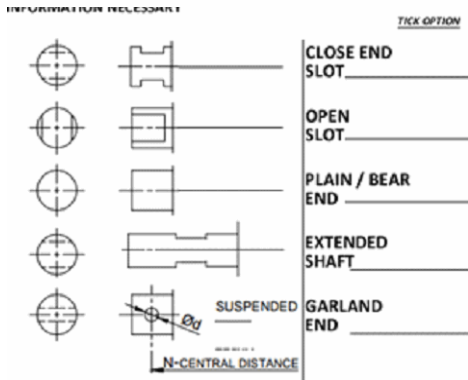 INFORMATION NECESSARY
TICK OPTION
CLOSE END
SLOT
OPEN
SLOT
PLAIN / BEAR
END
EXTENDED
SHAFT
SUSPENDED
GARLAND
END
Ød
N-CENTRAL DISTANCE